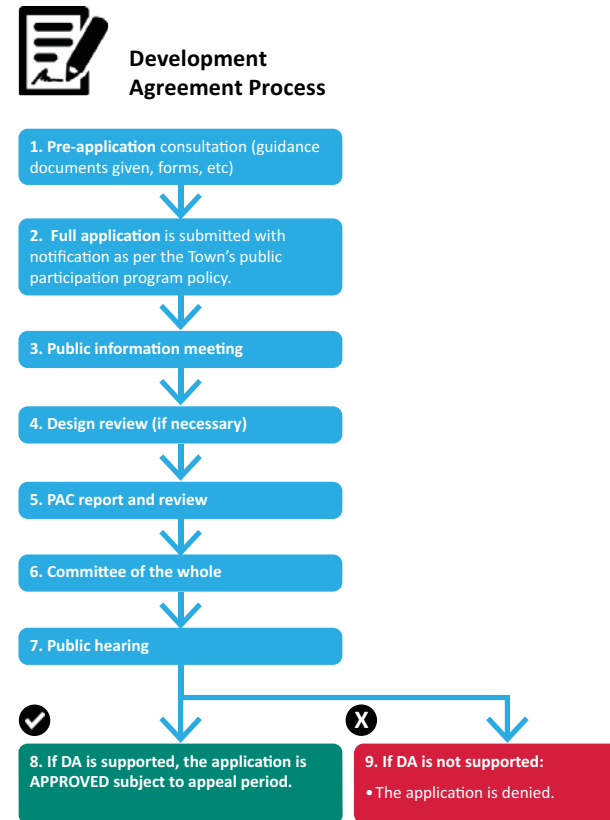 Development
Agreement Process
1. Pre-application consultation (guidance
documents given, forms, etc)
2. Full application is submitted with
notification as per the Town's public
participation program policy.
3. Public information meeting
4. Design review (if necessary)
5. PAC report and review
6. Committee of the whole
7. Public hearing
X
8. If DA is supported, the application is
APPROVED subject to appeal period.
9. If DA is not supported:
• The application is denied.